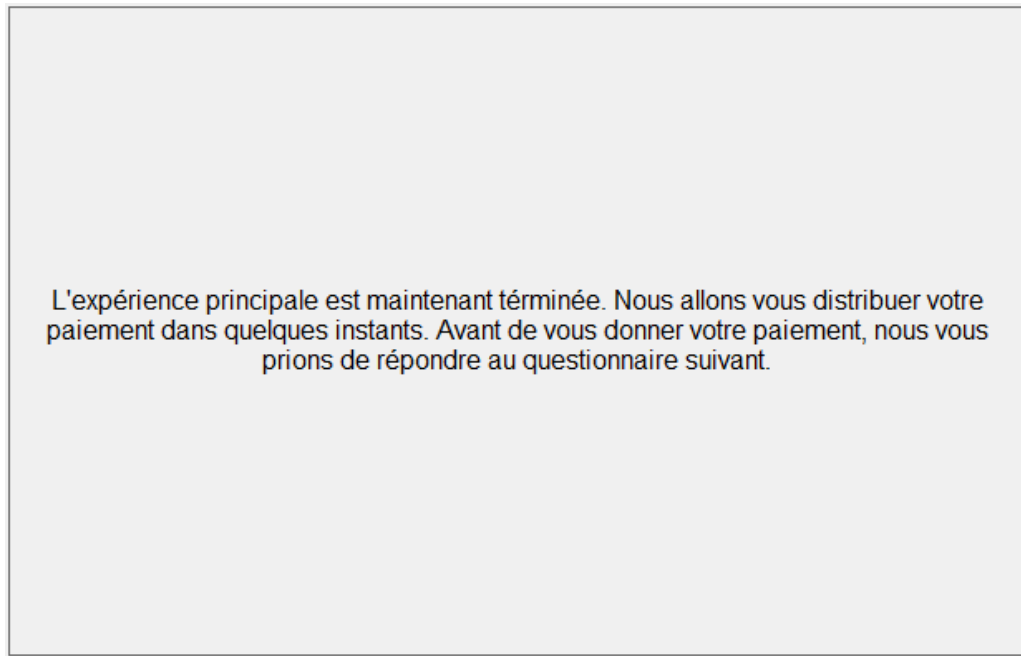 L'expérience principale est maintenant términée. Nous allons vous distribuer votre
paiement dans quelques instants. Avant de vous donner votre paiement, nous vous
prions de répondre au questionnaire suivant.